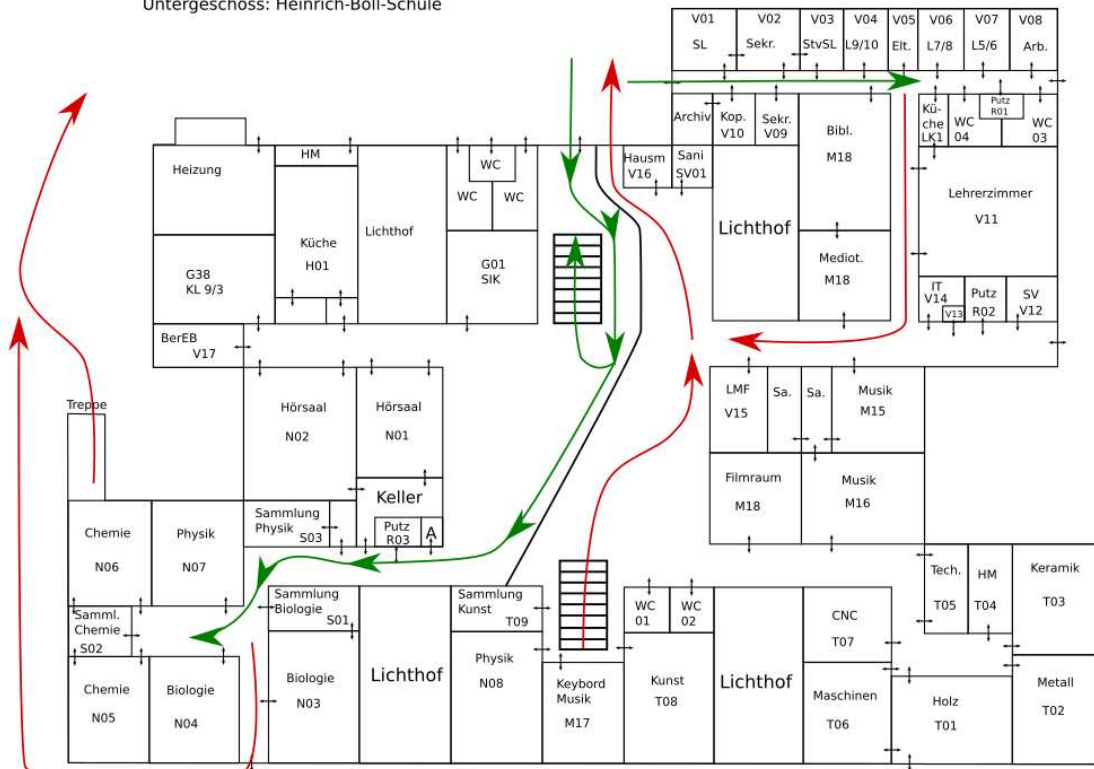 Untergeschoss: Heinrich-Böll-Schule
V01
SL
V02
Sekr.
V03
StvSL
V04
L9/10
V05
Elt.
V06
L7/8
V07
L5/6
V08
Arb.
Archiv
Kop.
V10
Sekr.
V09
Bibl.
M18
Kü-
che
LK1
WC
04
Putz
R01
WC
03
HM
Heizung
WC
WC
WC
Hausm
V16
Sani
SV01
Lehrerzimmer
V11
Lichthof
Küche
H01
Lichthof
G38
KL 9/3
G01
SIK
Mediot.
M18
IT
V14
V13
Putz
R02
SV
V12
BerEB
V17
Treppe
Hörsaal
N02
Hörsaal
N01
LMF
V15
Sa.
Sa.
Musik
M15
Filmraum
M18
Musik
M16
Keller
Chemie
N06
Physik
N07
Sammlung
Physik
S03
Putz
R03
A
Tech.
T05
HM
T04
Keramik
T03
Samml.
Chemie
S02
Sammlung
Biologie
S01
Sammlung
Kunst
T09
WC
01
WC
02
CNC
T07
Chemie
N05
Biologie
N04
Biologie
N03
Lichthof
Physik
N08
Keybord
Musik
M17
Kunst
T08
Lichthof
Maschinen
T06
Holz
T01
Metall
T02